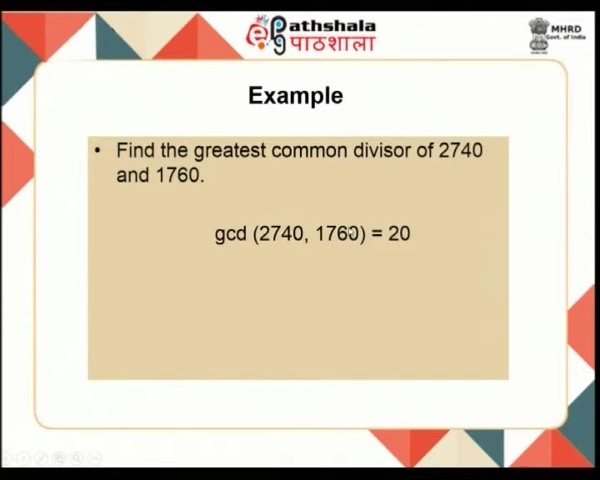 ePathshala
पाठशाला
MHRD
Govt. of India
Example
• Find the greatest common divisor of 2740
and 1760.
gcd (2740, 1760) = 20